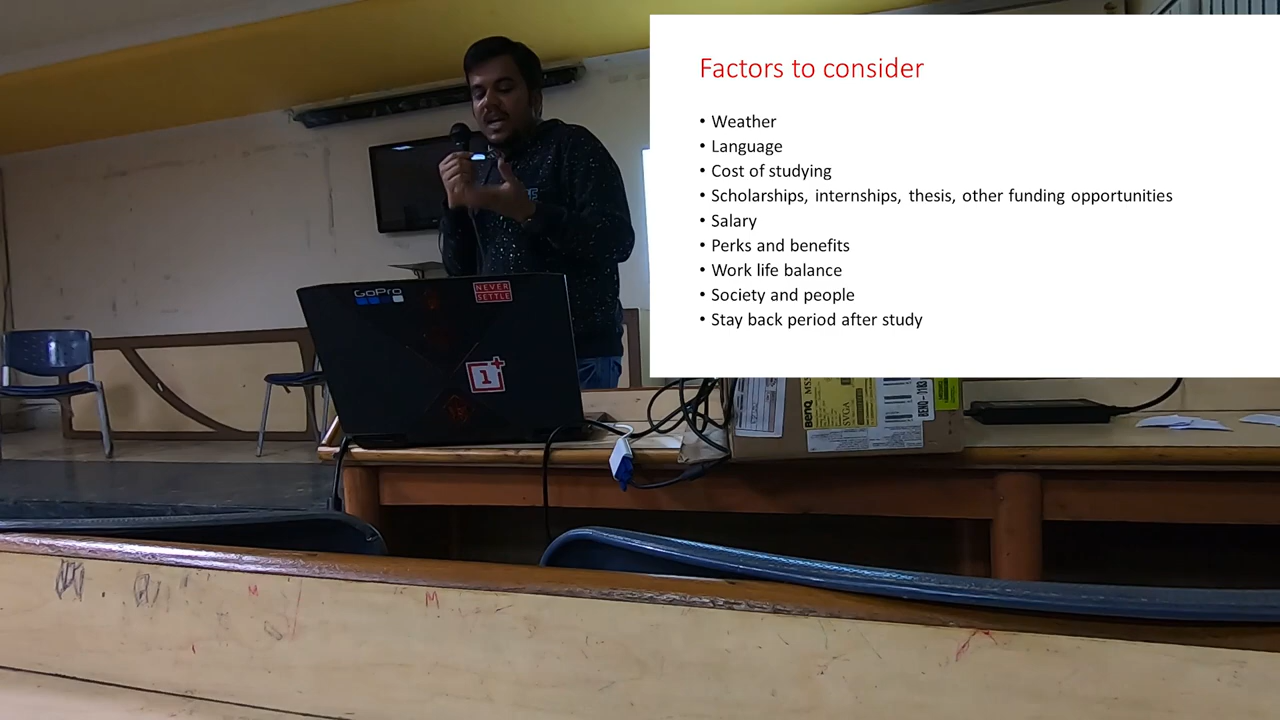 Factors to consider
• Weather
• Language
• Cost of studying
• Scholarships, internships, thesis, other funding opportunities
• Salary
• Perks and benefits
• Work life balance
• Society and people
• Stay back period after study
GoPro
NEVER
SETTLE
1+
BenQ
SVGA
M